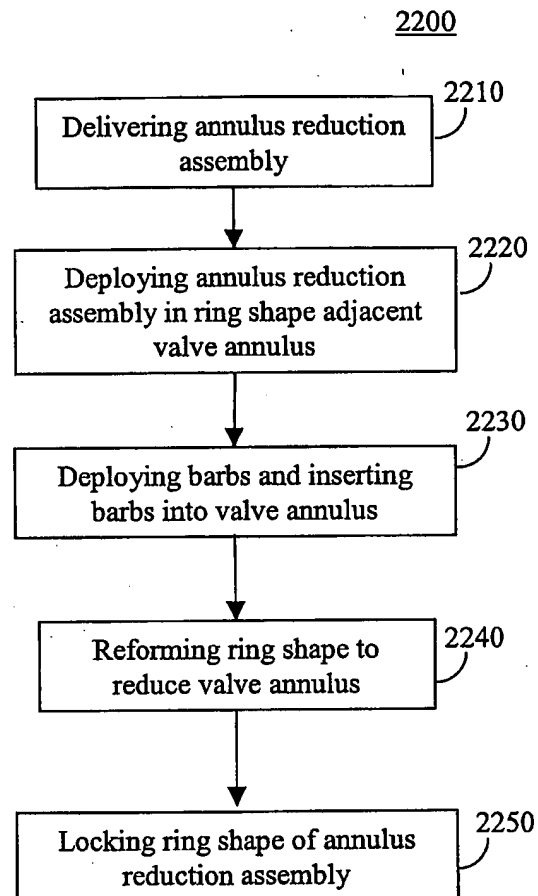 2200
2210
Delivering annulus reduction
assembly
2220
Deploying annulus reduction
assembly in ring shape adjacent
valve annulus
2230
Deploying barbs and inserting
barbs into valve annulus
2240
Reforming ring shape to
reduce valve annulus
2250
Locking ring shape of annulus
reduction assembly